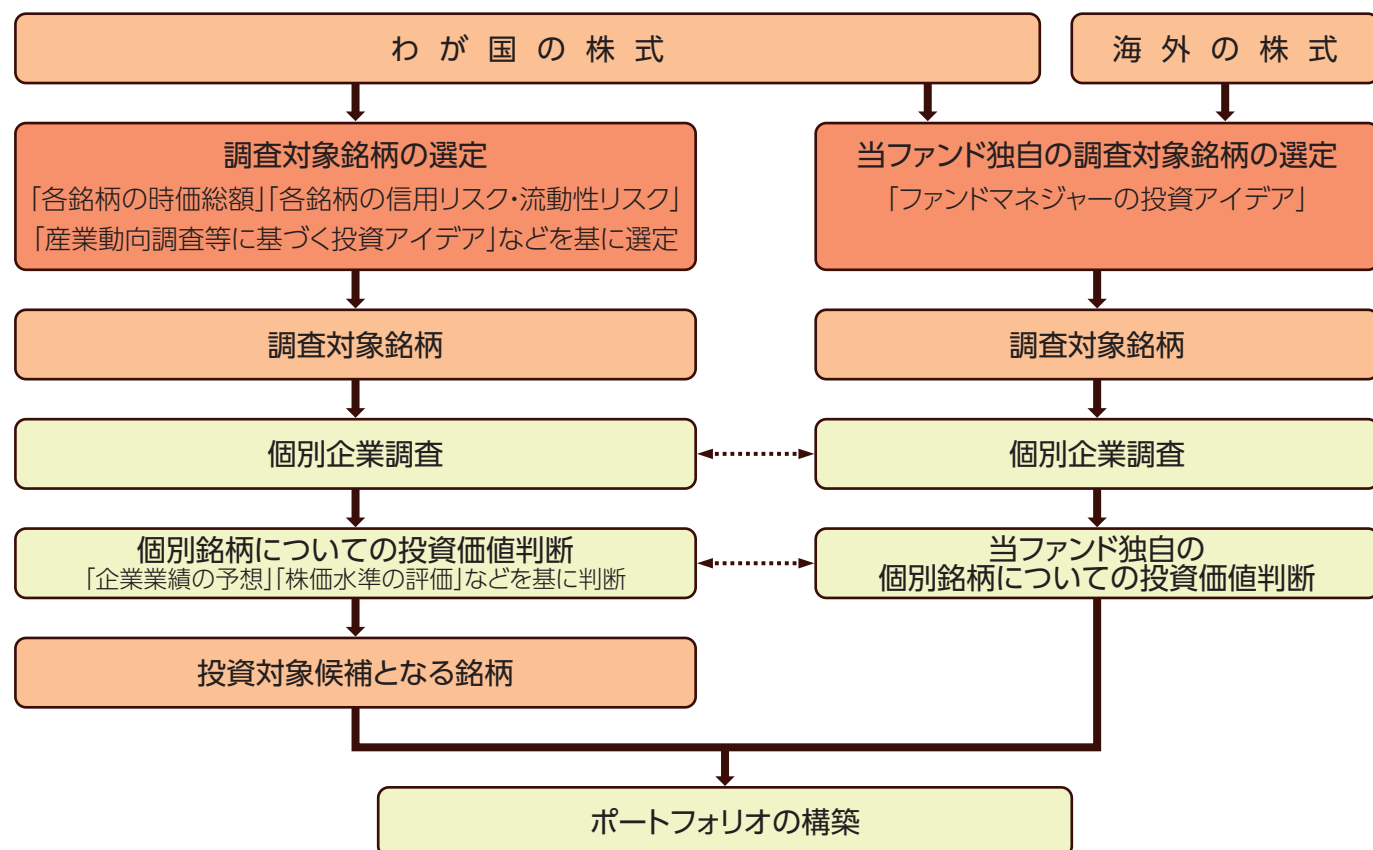 わが国の株式
海外の株式
調査対象銘柄の選定
「各銘柄の時価総額」「各銘柄の信用リスク・流動性リスク」
「産業動向調査等に基づく投資アイデア」などを基に選定
当ファンド独自の調査対象銘柄の選定
「ファンドマネジャーの投資アイデア」
調査対象銘柄
調査対象銘柄
個別企業調査
個別企業調査
個別銘柄についての投資価値判断
「企業業績の予想」「株価水準の評価」などを基に判断
当ファンド独自の
個別銘柄についての投資価値判断
投資対象候補となる銘柄
ポートフォリオの構築